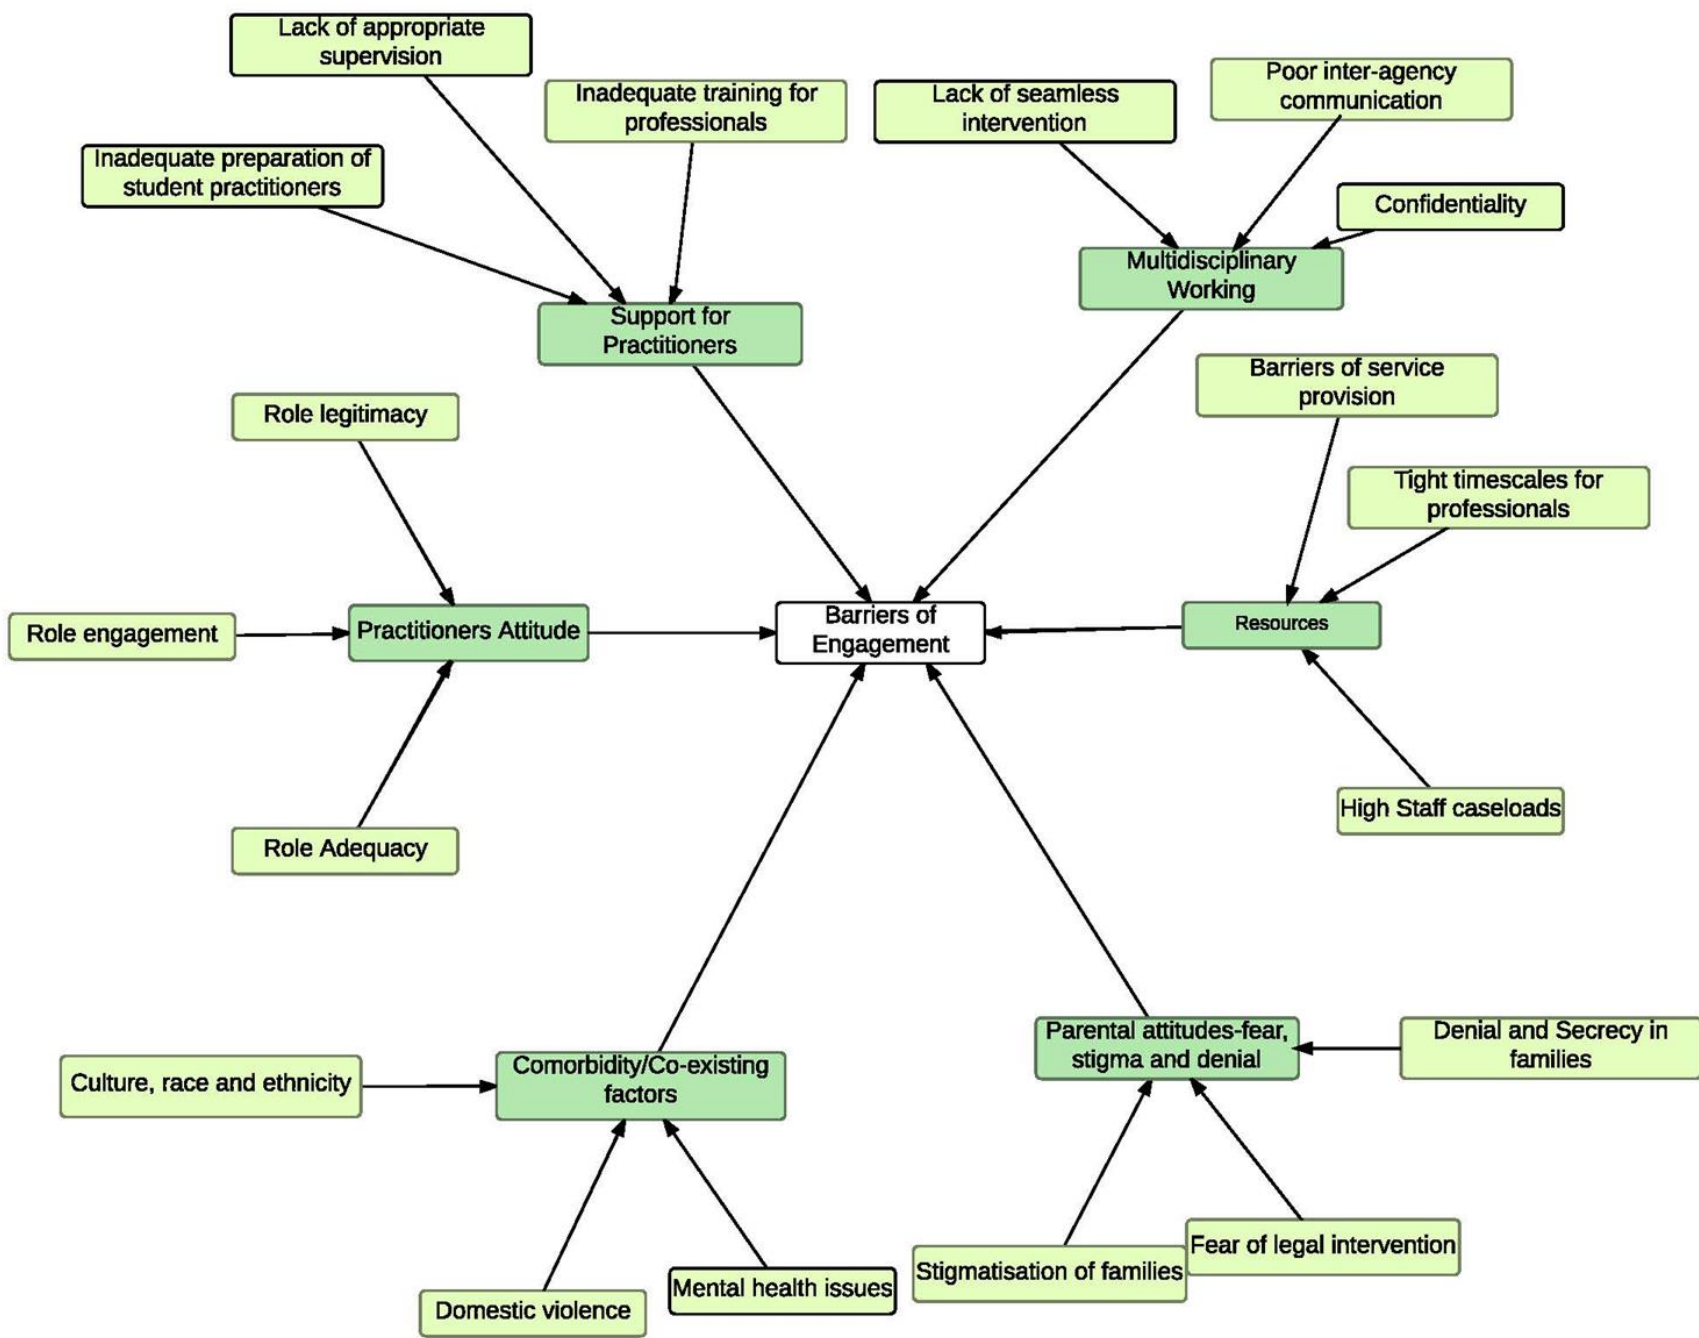 Lack of appropriate
supervision
Inadequate training for
professionals
Inadequate preparation of
student practitioners
Support for
Practitioners
Lack of seamless
intervention
Poor inter-agency
communication
Confidentiality
Multidisciplinary
Working
Barriers of service
provision
Tight timescales for
professionals
Resources
High Staff caseloads
Role legitimacy
Role engagement
Practitioners Attitude
Role Adequacy
Barriers of
Engagement
Culture, race and ethnicity
Comorbidity/Co-existing
factors
Domestic violence
Mental health issues
Parental attitudes-fear,
stigma and denial
Denial and Secrecy in
families
Stigmatisation of families
Fear of legal intervention